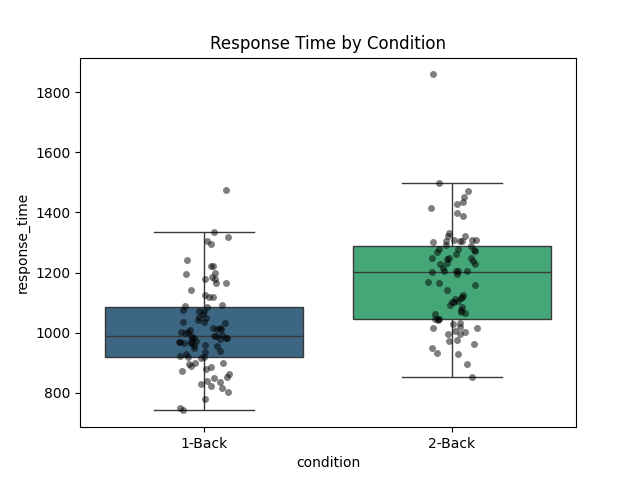 Response Time by Condition
1800
1600
1400
1200
1000
800
response_time
1-Back
2-Back
condition